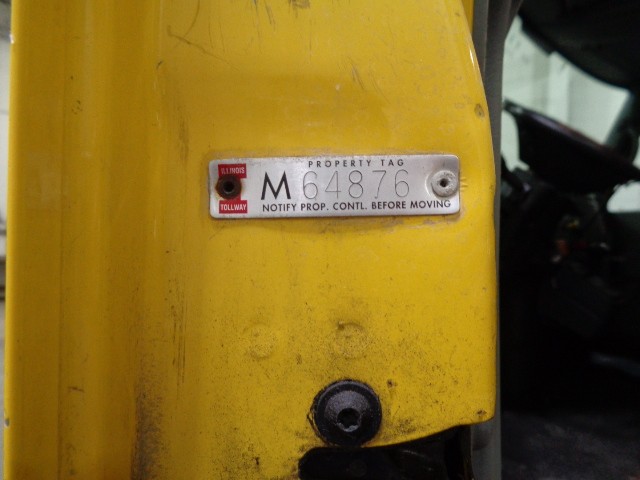 PROPERTY TAG
ILLINOIS
M 64876
TOLLWAY
NOTIFY PROP. CONTL. BEFORE MOVING